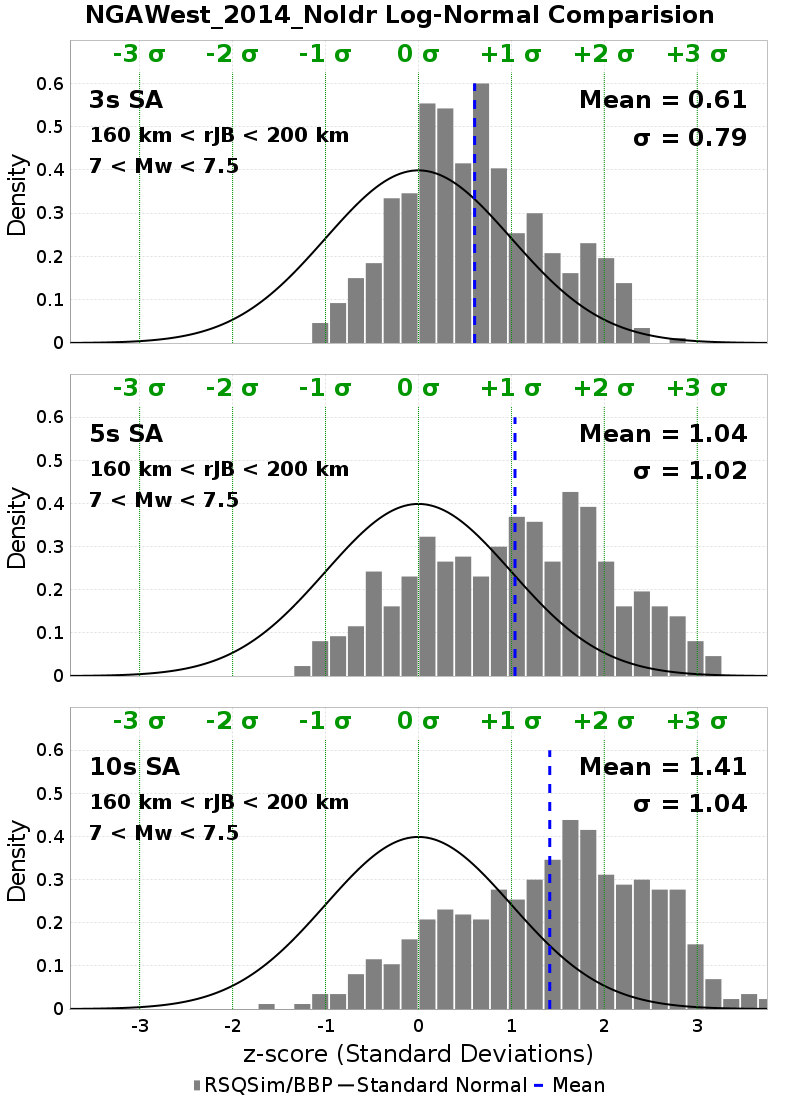 NGAWest_2014_NoIdr Log-Normal Comparision
-3 σ -2 σ -1 σ 0 σ +1 σ +2 σ +3 σ
3s SA
160 km < rJB < 200 km
7 < Mw < 7.5
Mean = 0.61
σ = 0.79
0.6
0.5
0.4
0.3
0.2
0.1
0
Density
-3 σ -2 σ -1 σ 0 σ +1 σ +2 σ +3 σ
5s SA
160 km < rJB < 200 km
7 < Mw < 7.5
Mean = 1.04
σ = 1.02
0.6
0.5
0.4
0.3
0.2
0.1
0
Density
-3 σ -2 σ -1 σ 0 σ +1 σ +2 σ +3 σ
10s SA
160 km < rJB < 200 km
7 < Mw < 7.5
Mean = 1.41
σ = 1.04
0.6
0.5
0.4
0.3
0.2
0.1
0
Density
-3 -2 -1 0 1 2 3
z-score (Standard Deviations)
RSQSim/BBP Standard Normal Mean